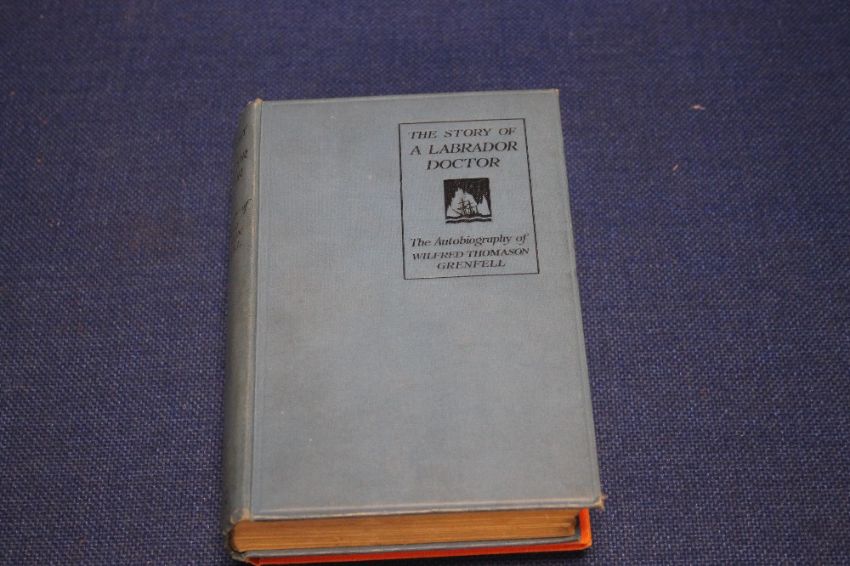 THE STORY OF
A LABRADOR
DOCTOR
The Autobiography of
WILFRED THOMASON
GRENFELL